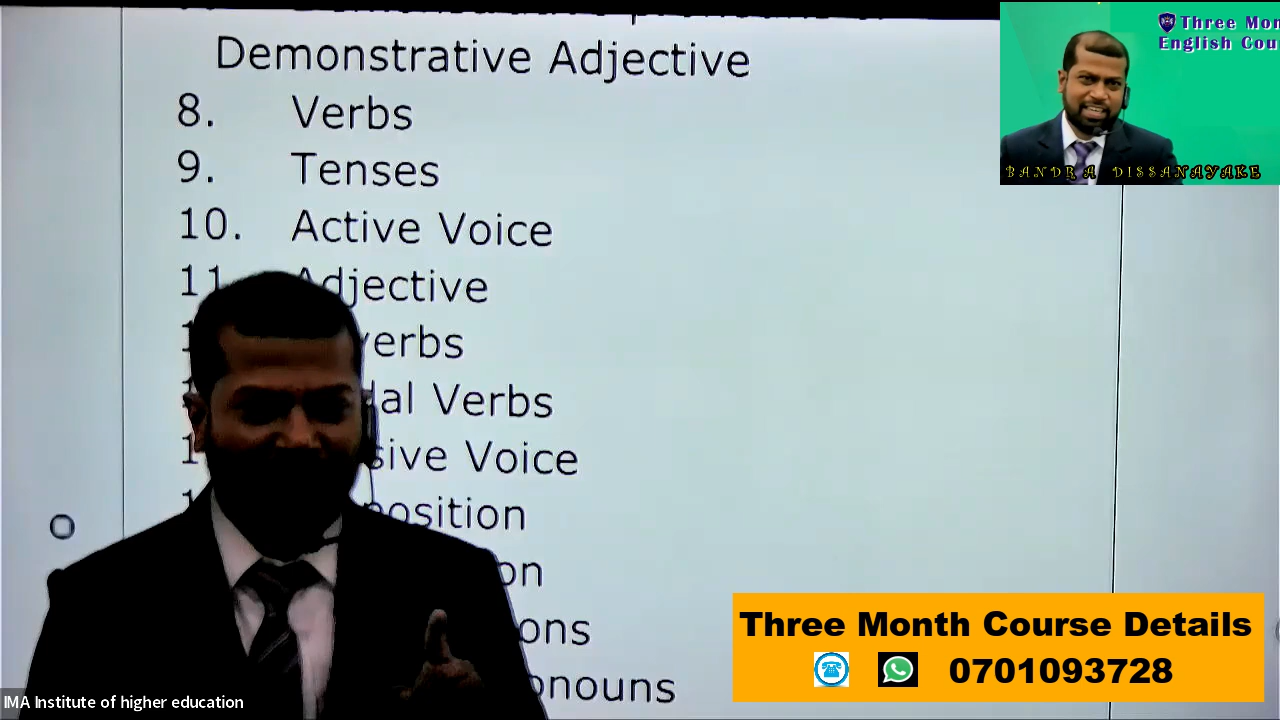 Demonstrative Adjective
8. Verbs
9. Tenses
10. Active Voice
11. Adjective
verbs
al Verbs
sive Voice
position
on
ons
onouns
Three Mon
English Cou
BANDRA DISSANAYAKE
Three Month Course Details
0701093728
IMA Institute of higher education